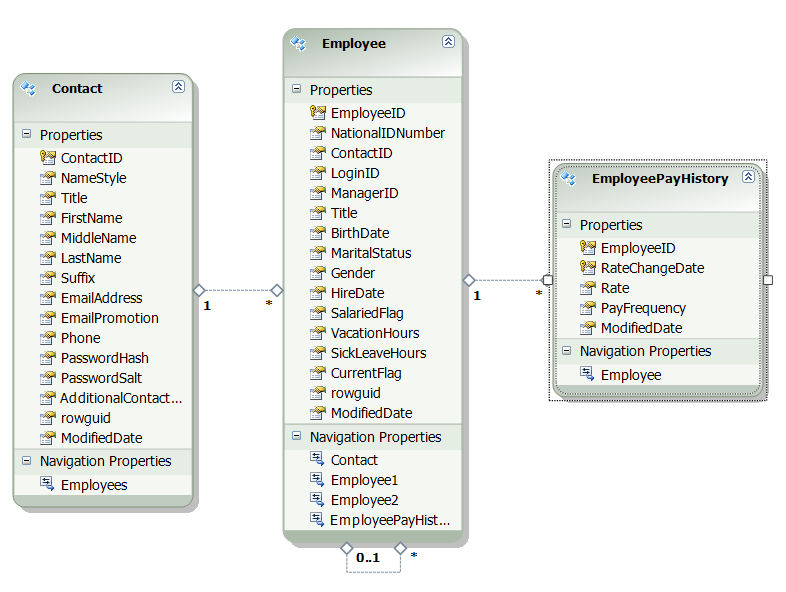 Contact
Properties
ContactID
NameStyle
Title
FirstName
MiddleName
LastName
Suffix
EmailAddress
EmailPromotion
Phone
PasswordHash
PasswordSalt
AdditionalContact...
rowguid
ModifiedDate
Navigation Properties
Employees
1
*
Employee
Properties
EmployeeID
NationalIDNumber
ContactID
LoginID
ManagerID
Title
BirthDate
MaritalStatus
Gender
HireDate
SalariedFlag
VacationHours
SickLeaveHours
CurrentFlag
rowguid
ModifiedDate
Navigation Properties
Contact
Employee1
Employee2
EmployeePayHist...
0..1
*
1
*
EmployeePayHistory
Properties
EmployeeID
RateChangeDate
Rate
PayFrequency
ModifiedDate
Navigation Properties
Employee